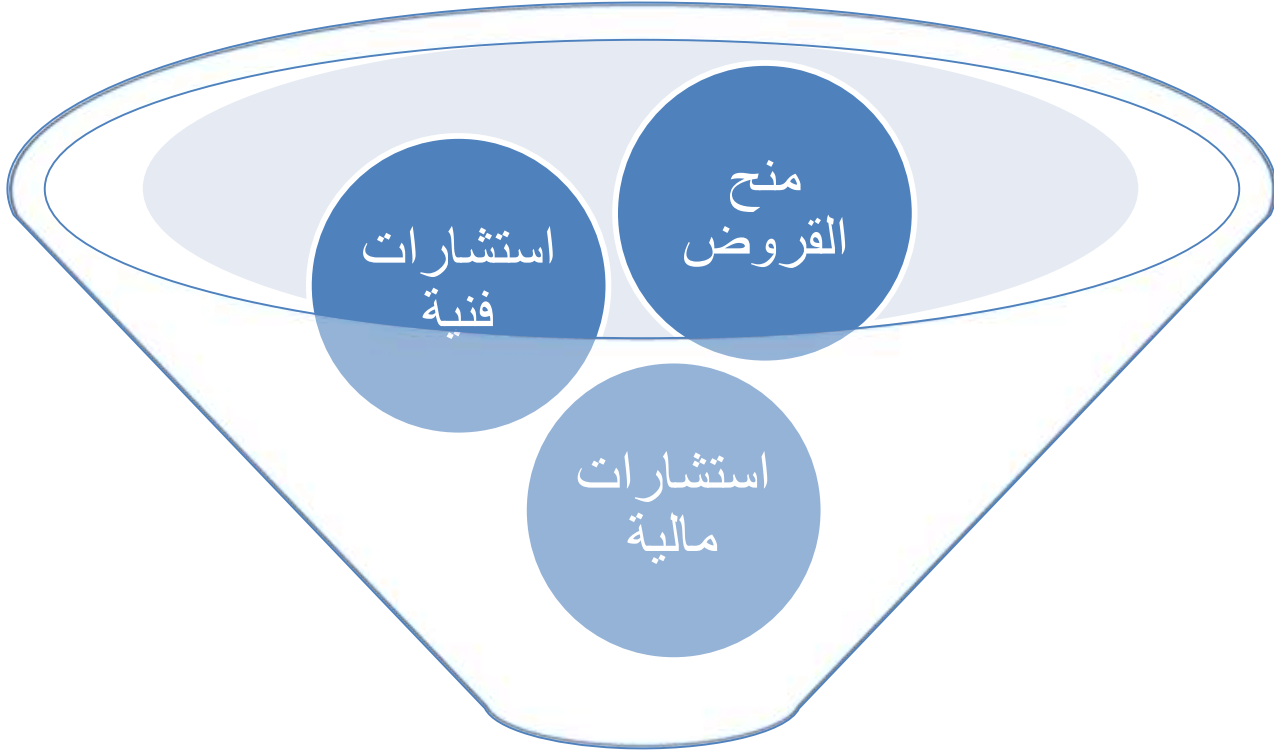 منح
القروض
استشارات
فنية
استشارات
مالية